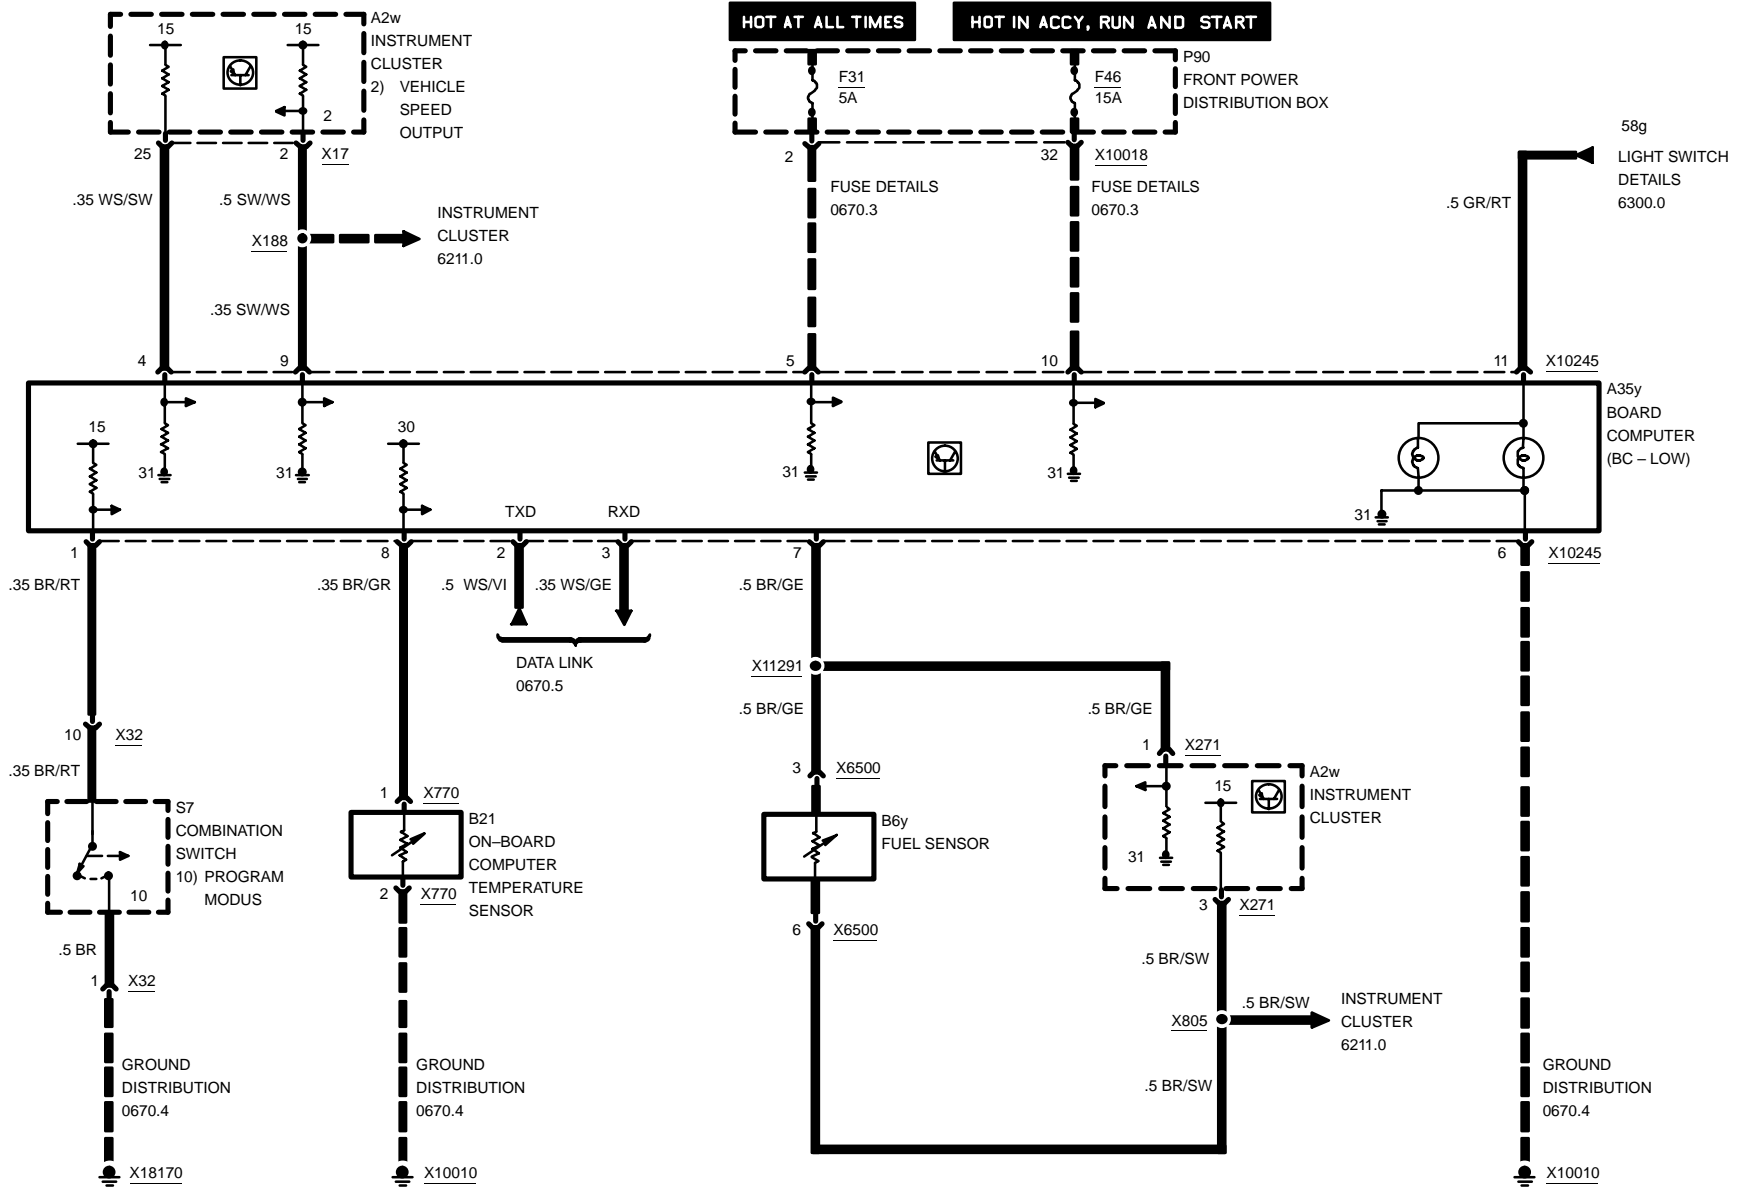 HOT AT ALL TIMES
HOT IN ACCY, RUN AND START
A2w
INSTRUMENT
CLUSTER
2) VEHICLE
SPEED
OUTPUT
15
15
2
25
2
X17
.35 WS/SW
.5 SW/WS
X188
INSTRUMENT
CLUSTER
6211.0
.35 SW/WS
P90
FRONT POWER
DISTRIBUTION BOX
F31
5A
F46
15A
2
32
X10018
FUSE DETAILS
0670.3
FUSE DETAILS
0670.3
58g
LIGHT SWITCH
DETAILS
6300.0
.5 GR/RT
4
9
5
10
11
X10245
A35y
BOARD
COMPUTER
(BC – LOW)
15
31
31
30
31
31
31
TXD
RXD
1
8
2
3
7
6
X10245
.35 BR/RT
.35 BR/GR
.5 WS/VI
.35 WS/GE
.5 BR/GE
DATA LINK
0670.5
X11291
.5 BR/GE
.5 BR/GE
10
X32
.35 BR/RT
S7
COMBINATION
SWITCH
10) PROGRAM
MODUS
10
.5 BR
1
X32
1
X770
B21
ON–BOARD
COMPUTER
TEMPERATURE
SENSOR
2
X770
3
X6500
B6y
FUEL SENSOR
6
X6500
1
X271
A2w
INSTRUMENT
CLUSTER
15
31
3
X271
.5 BR/SW
X805
.5 BR/SW
INSTRUMENT
CLUSTER
6211.0
.5 BR/SW
GROUND
DISTRIBUTION
0670.4
GROUND
DISTRIBUTION
0670.4
GROUND
DISTRIBUTION
0670.4
X18170
X10010
X10010